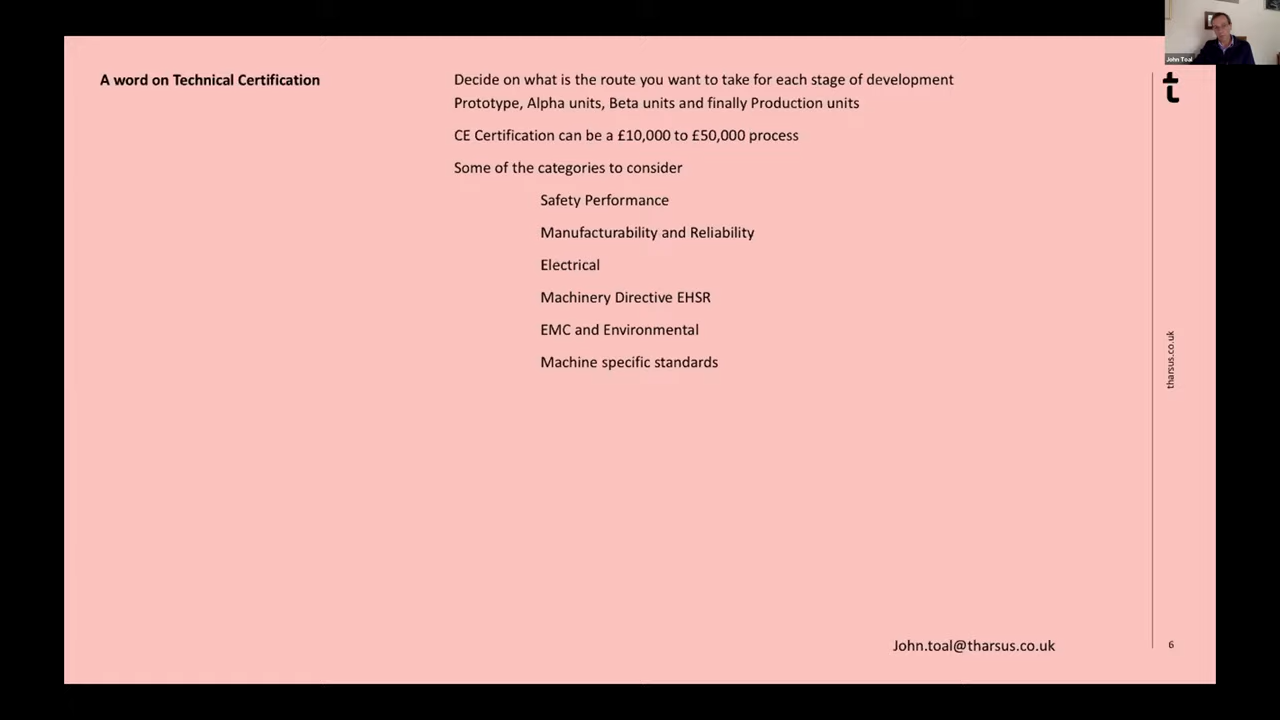 John Toal
A word on Technical Certification
Decide on what is the route you want to take for each stage of development
Prototype, Alpha units, Beta units and finally Production units
CE Certification can be a £10,000 to £50,000 process
Some of the categories to consider
Safety Performance
Manufacturability and Reliability
Electrical
Machinery Directive EHSR
EMC and Environmental
Machine specific standards
t
tharsus.co.uk
John.toal@tharsus.co.uk
6